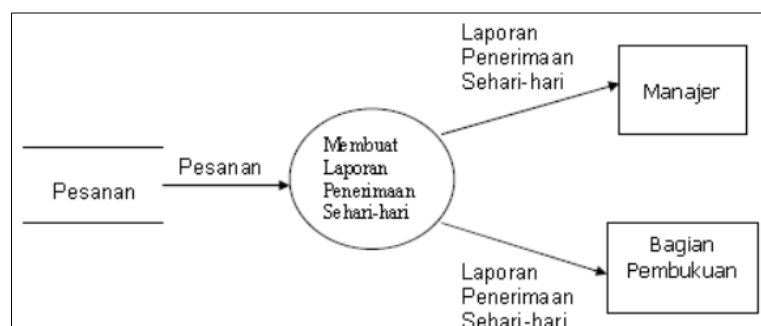 Laporan
Penerimaan
Sehari-hari
Manajer
Membuat
Laporan
Penerimaan
Sehari-hari
Pesanan
Pesanan
Bagian
Pembukuan
Laporan
Penerimaan
Sehari-hari